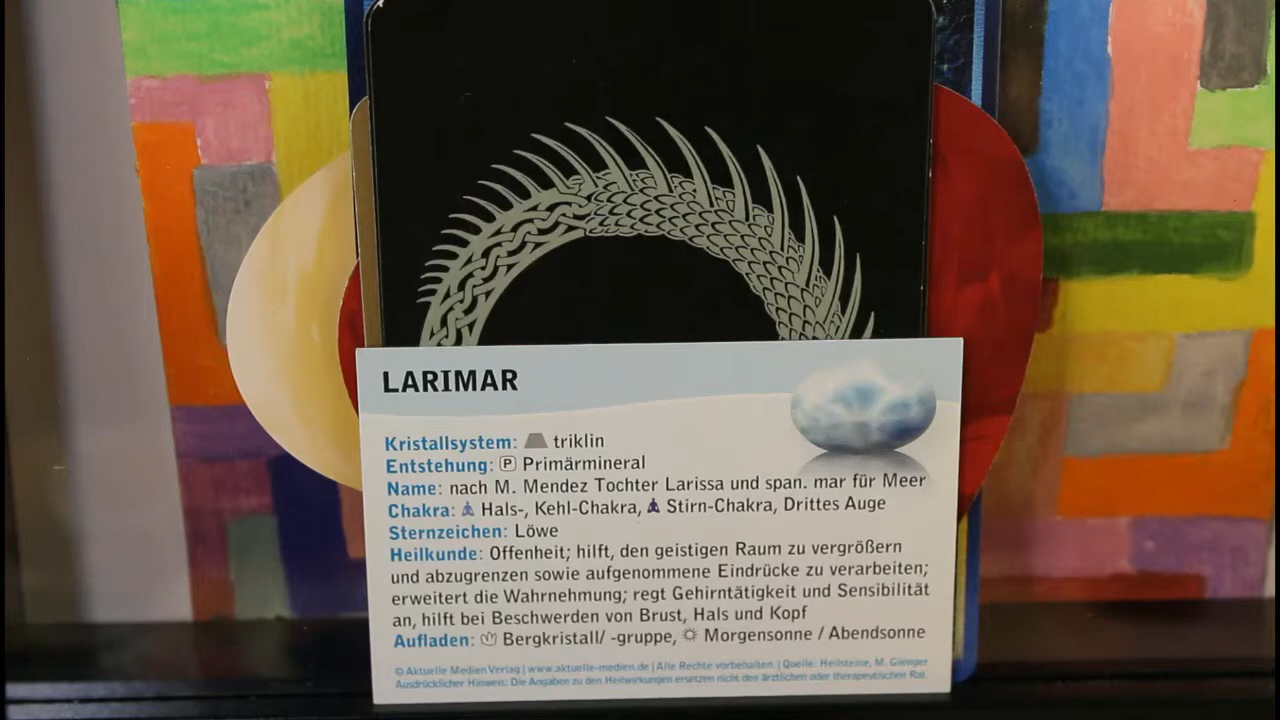 LARIMAR
Kristallsystem: triklin
Entstehung: P Primärmineral
Name: nach M. Mendez Tochter Larissa und span. mar für Meer
Chakra: Hals-, Kehl-Chakra, Stirn-Chakra, Drittes Auge
Sternzeichen: Löwe
Heilkunde: Offenheit; hilft, den geistigen Raum zu vergrößern
und abzugrenzen sowie aufgenommene Eindrücke zu verarbeiten;
erweitert die Wahrnehmung; regt Gehirntätigkeit und Sensibilität
an, hilft bei Beschwerden von Brust, Hals und Kopf
Aufladen: Bergkristall/ -gruppe, Morgensonne / Abendsonne
© Aktuelle Medien Verlag | www.aktuelle-medien.de | Alle Rechte vorbehalten. | Quelle: Heilsteine, M. Gienger
Ausdrücklicher Hinweis: Die Angaben zu den Heilwirkungen ersetzen nicht den ärztlichen oder therapeutischen Rat.